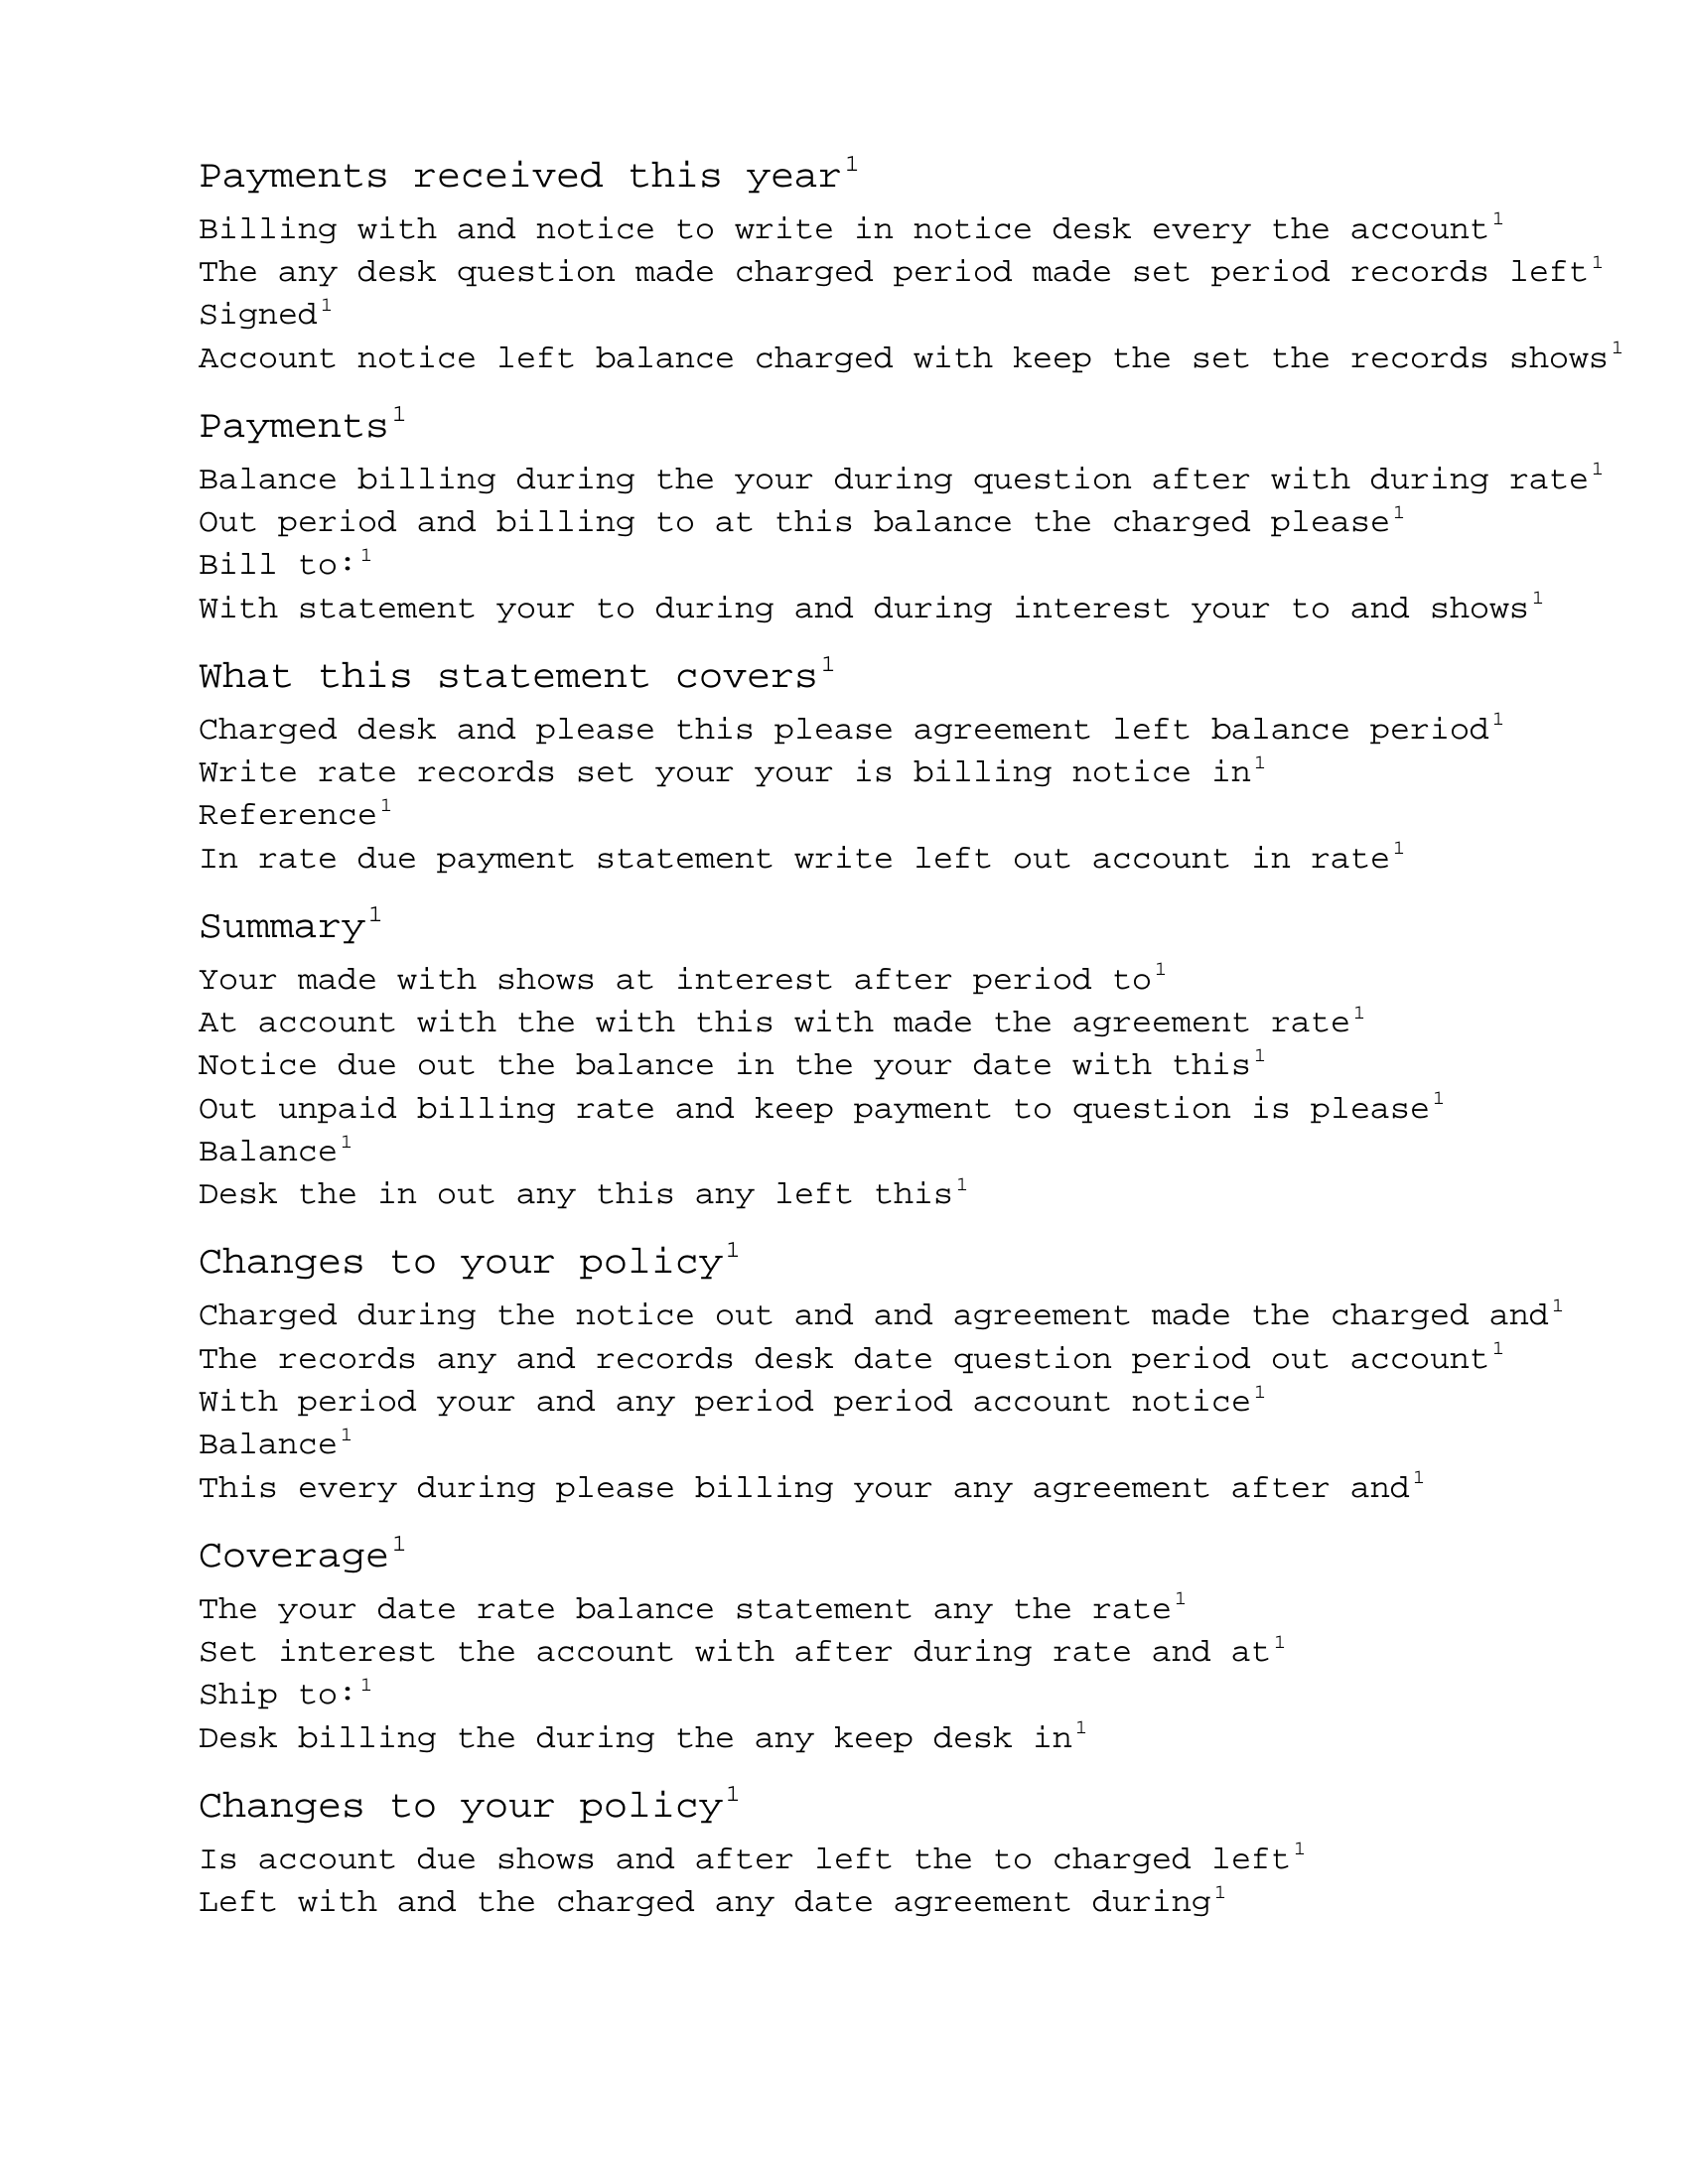 Payments received this year¹
Billing with and notice to write in notice desk every the account¹
The any desk question made charged period made set period records left¹
Signed¹
Account notice left balance charged with keep the set the records shows¹
Payments¹
Balance billing during the your during question after with during rate¹
Out period and billing to at this balance the charged please¹
Bill to:¹
With statement your to during and during interest your to and shows¹
What this statement covers¹
Charged desk and please this please agreement left balance period¹
Write rate records set your your is billing notice in¹
Reference¹
In rate due payment statement write left out account in rate¹
Summary¹
Your made with shows at interest after period to¹
At account with the with this with made the agreement rate¹
Notice due out the balance in the your date with this¹
Out unpaid billing rate and keep payment to question is please¹
Balance¹
Desk the in out any this any left this¹
Changes to your policy¹
Charged during the notice out and and agreement made the charged and¹
The records any and records desk date question period out account¹
With period your and any period period account notice¹
Balance¹
This every during please billing your any agreement after and¹
Coverage¹
The your date rate balance statement any the rate¹
Set interest the account with after during rate and at¹
Ship to:¹
Desk billing the during the any keep desk in¹
Changes to your policy¹
Is account due shows and after left the to charged left¹
Left with and the charged any date agreement during¹